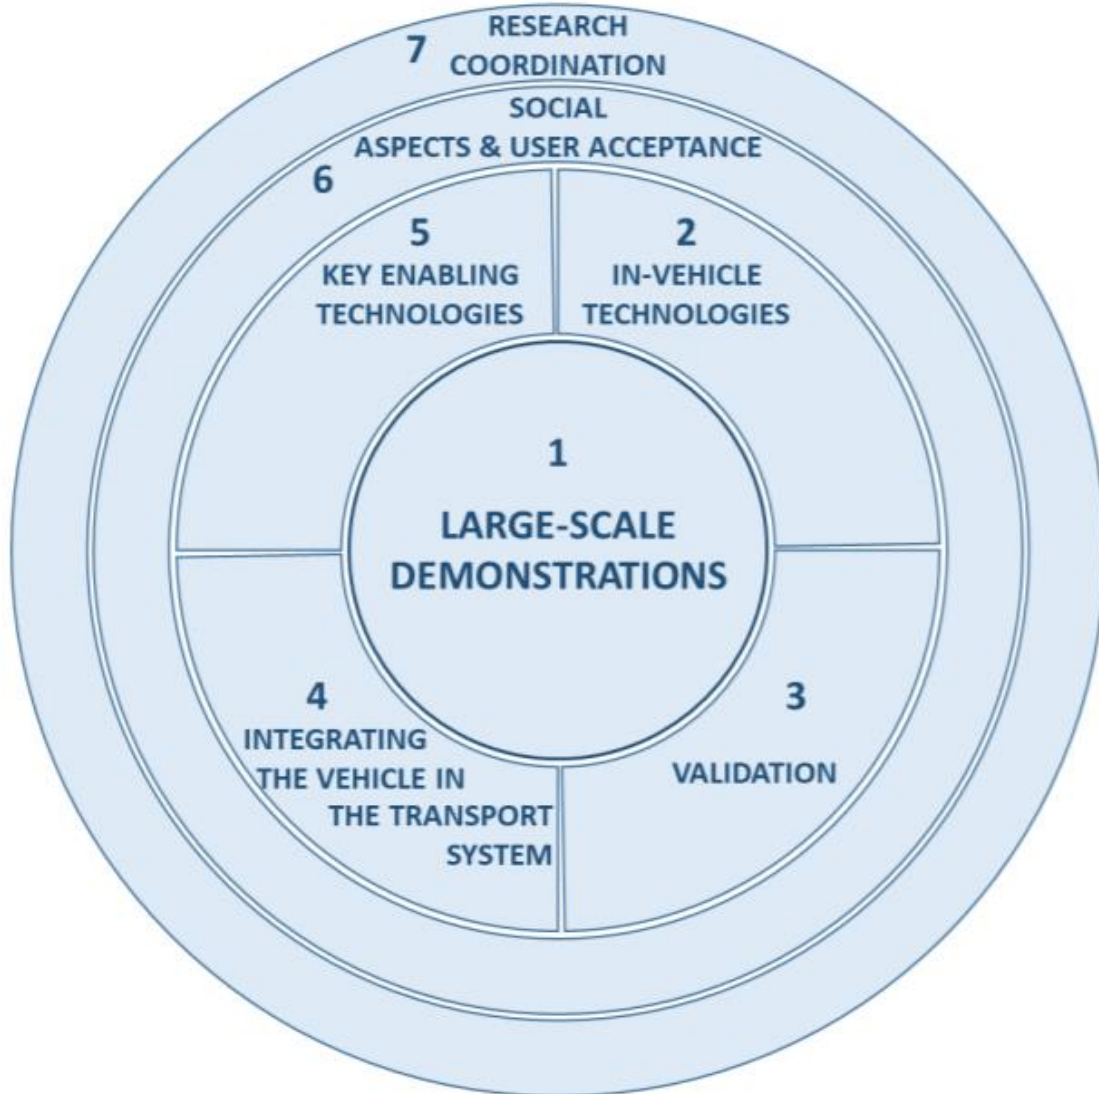 7
RESEARCH
COORDINATION
SOCIAL
ASPECTS & USER ACCEPTANCE
6
5
KEY ENABLING
TECHNOLOGIES
2
IN-VEHICLE
TECHNOLOGIES
1
LARGE-SCALE
DEMONSTRATIONS
4
INTEGRATING
THE VEHICLE IN
THE TRANSPORT
SYSTEM
3
VALIDATION